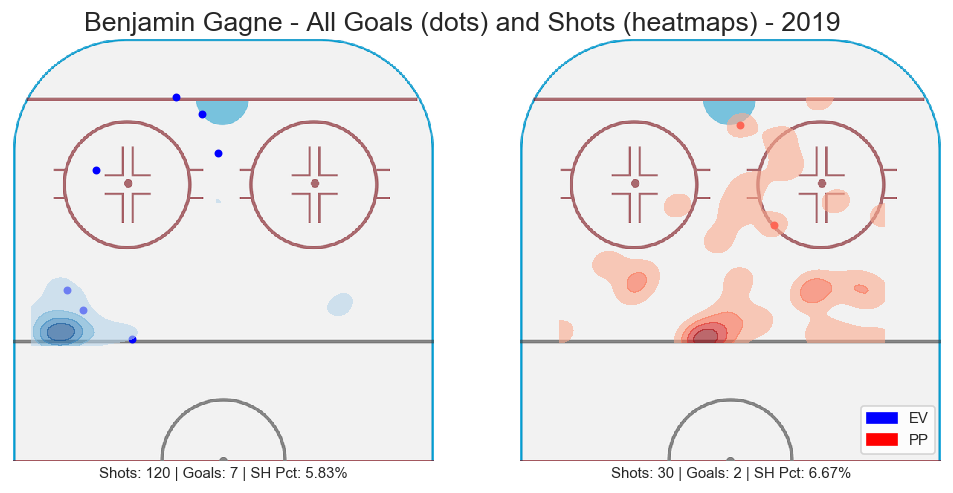 Benjamin Gagne - All Goals (dots) and Shots (heatmaps) - 2019
EV
PP
Shots: 120 | Goals: 7 | SH Pct: 5.83%
Shots: 30 | Goals: 2 | SH Pct: 6.67%